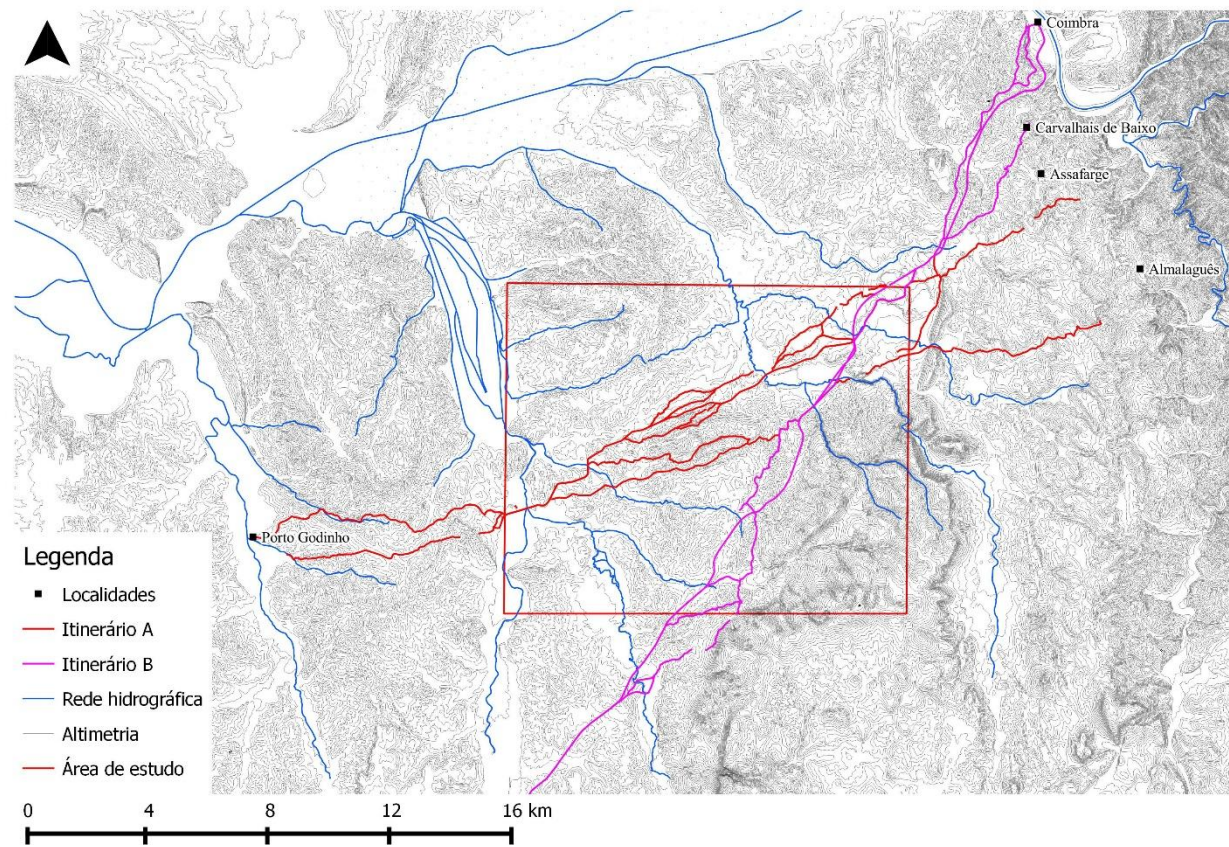 Coimbra
Carvalhais de Baixo
Assafarge
Almalaguês
Porto Godinho
Legenda
Localidades
Itinerário A
Itinerário B
Rede hidrográfica
Altimetria
Área de estudo
0 4 8 12 16 km